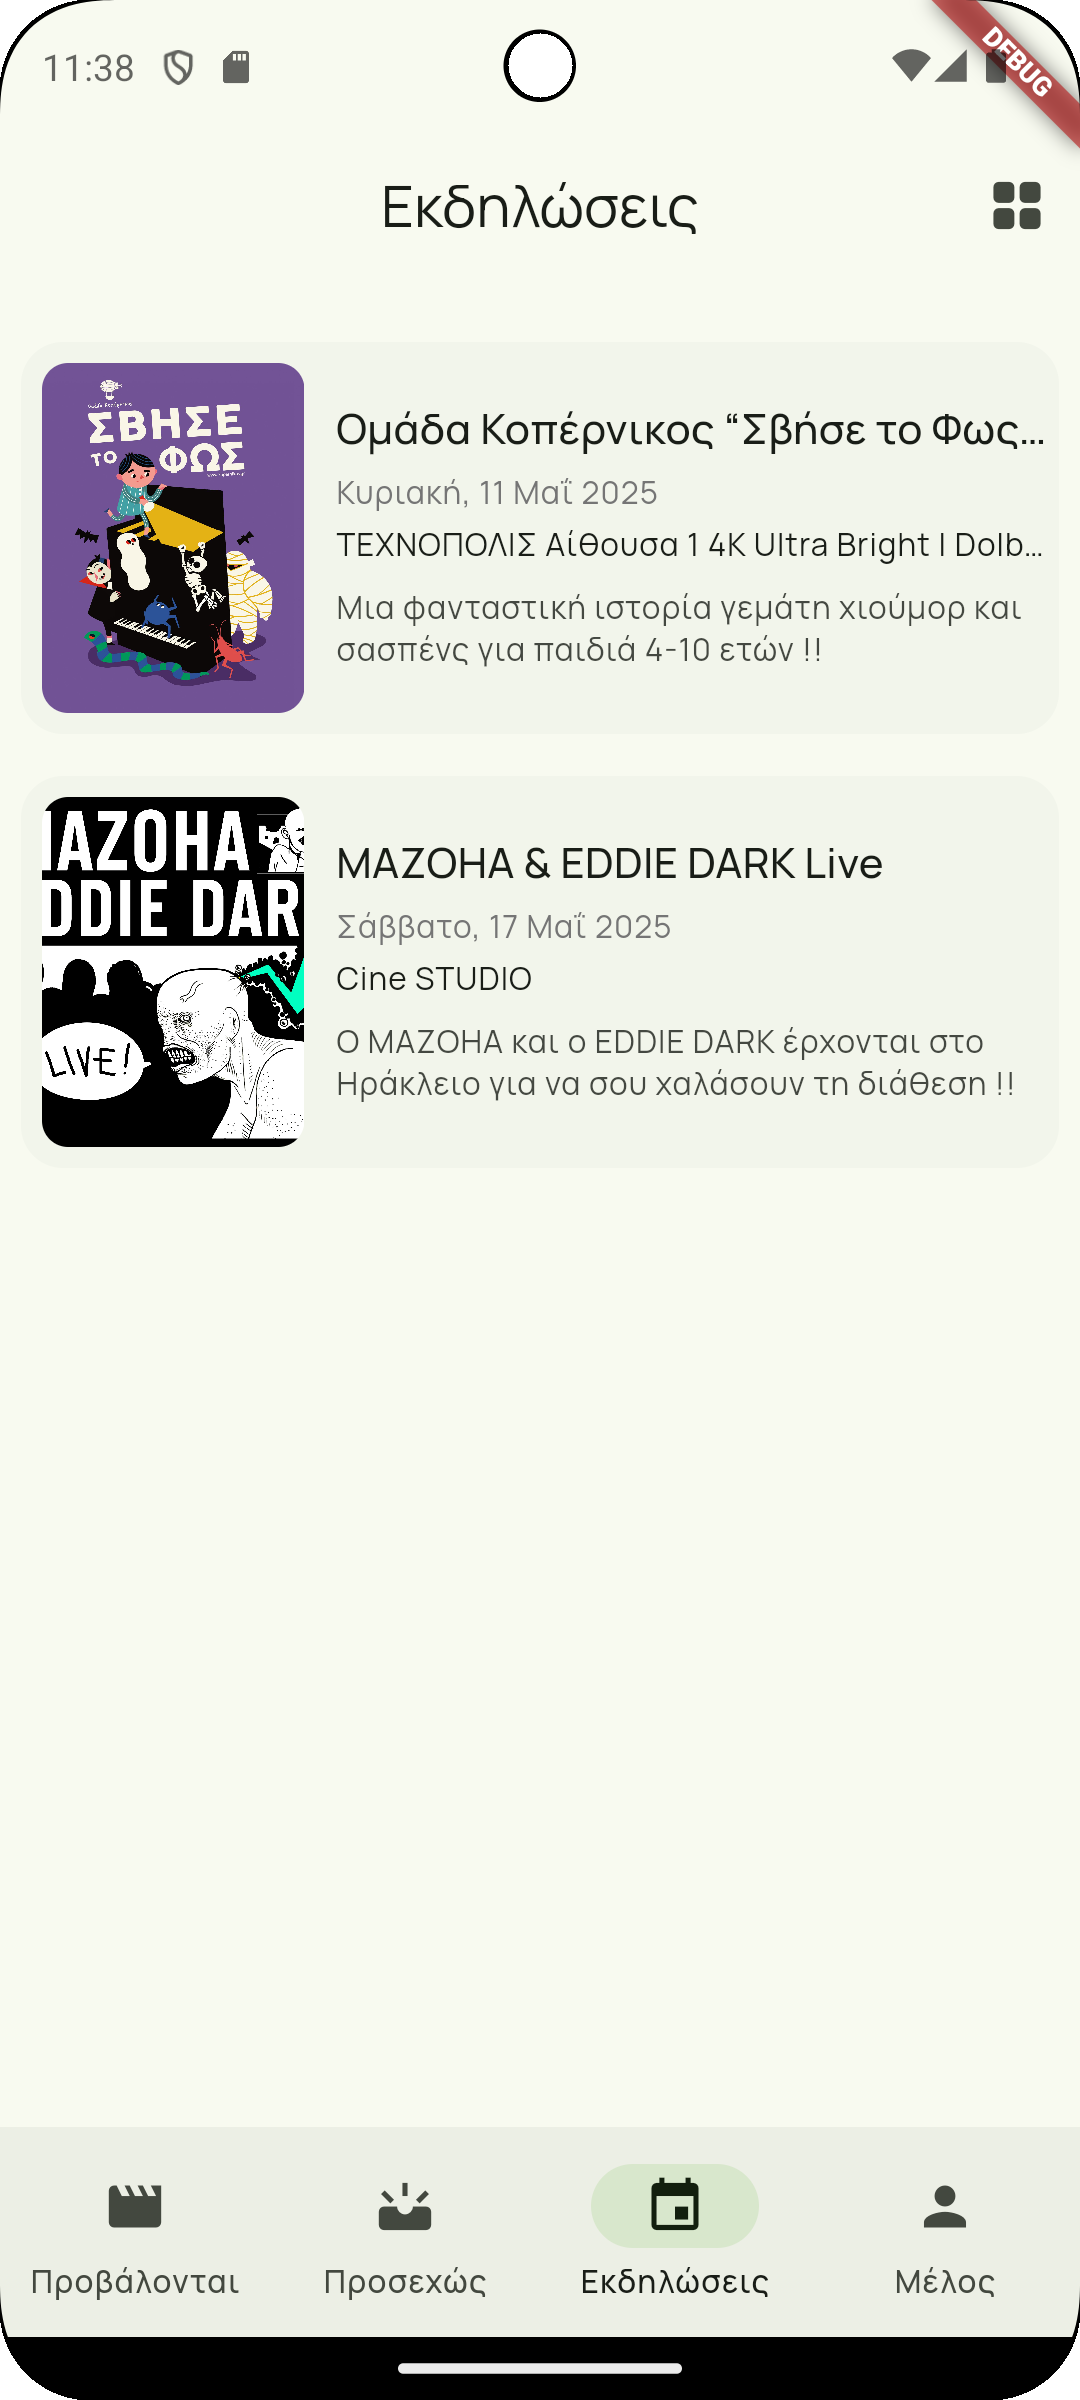 11:38
DEBUG
Εκδηλώσεις
ΣΒΗΣΕ
ΤΟ ΦΩΣ
Ομάδα Κοπέρνικος “Σβήσε το Φως...
Κυριακή, 11 Μαΐ 2025
ΤΕΧΝΟΠΟΛΙΣ Αίθουσα 1 4K Ultra Bright | Dolb...
Μια φανταστική ιστορία γεμάτη χιούμορ και
σασπένς για παιδιά 4-10 ετών !!
AZOHA
DDIE DAR
LIVE!
MAZOHA & EDDIE DARK Live
Σάββατο, 17 Μαΐ 2025
Cine STUDIO
Ο MAZOHA και ο EDDIE DARK έρχονται στο
Ηράκλειο για να σου χαλάσουν τη διάθεση !!
Προβάλονται
Προσεχώς
Εκδηλώσεις
Μέλος